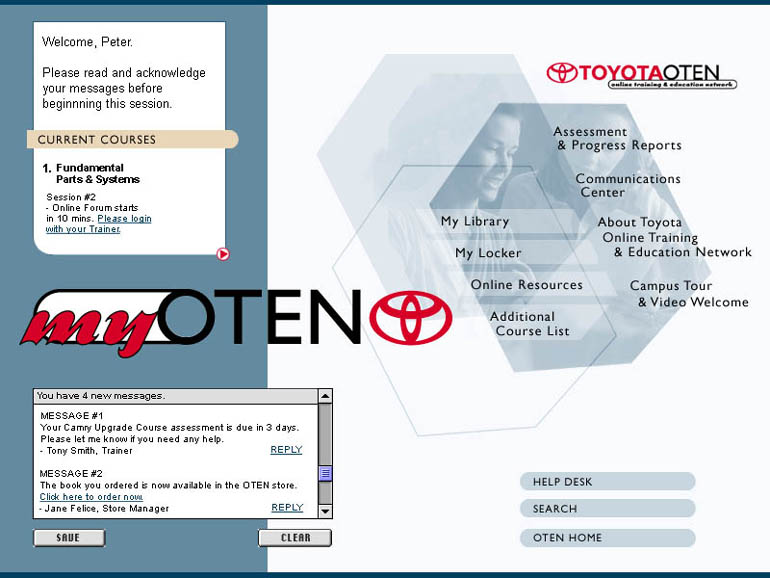 Welcome, Peter.
Please read and acknowledge
your messages before
beginnning this session.
CURRENT COURSES
1. Fundamental
Parts & Systems
Session #2
- Online Forum starts
in 10 mins. Please login
with your Trainer.
TOYOTAOTEN
online training & education network
Assessment
& Progress Reports
Communications
Center
About Toyota
Online Training
& Education Network
Campus Tour
& Video Welcome
My Library
My Locker
Online Resources
Additional
Course List
myOTEN
You have 4 new messages.
MESSAGE #1
Your Camry Upgrade Course assessment is due in 3 days.
Please let me know if you need any help.
- Tony Smith, Trainer
REPLY
MESSAGE #2
The book you ordered is now available in the OTEN store.
Click here to order now.
- Jane Felice, Store Manager
REPLY
SAVE
CLEAR
HELP DESK
SEARCH
OTEN HOME